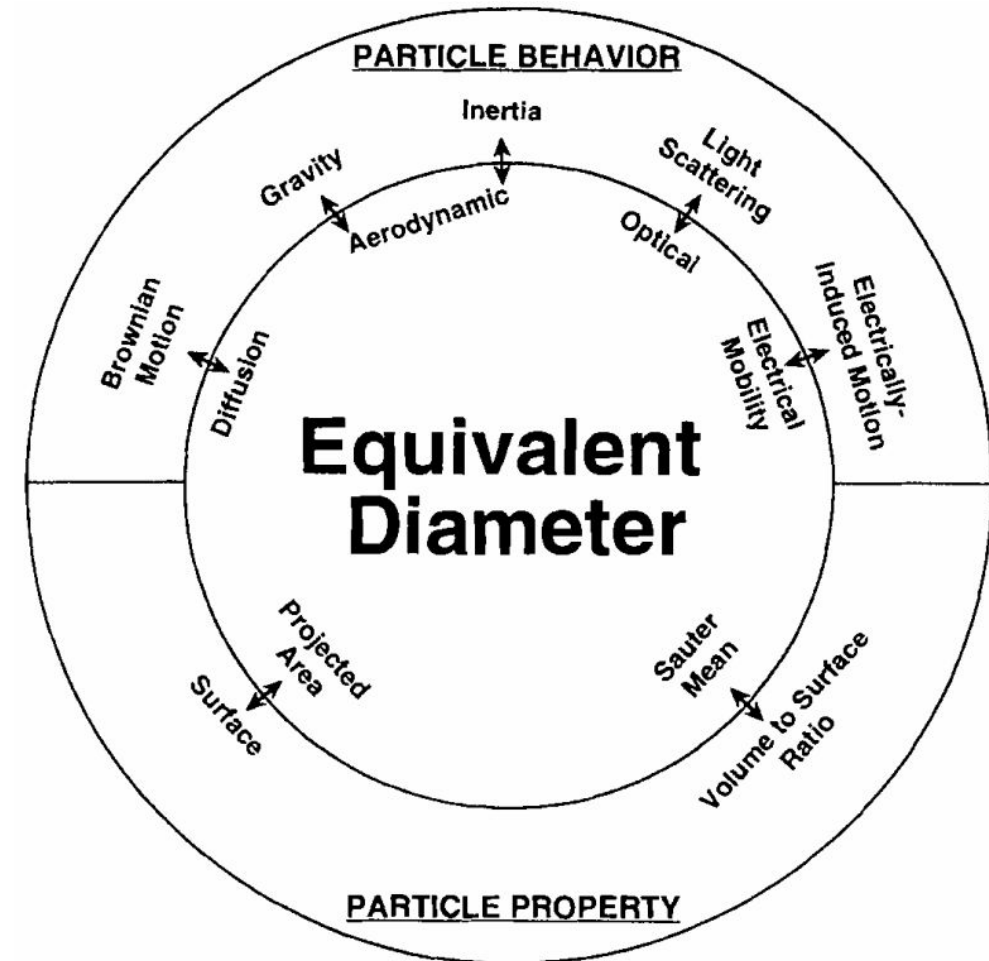 PARTICLE BEHAVIOR
Inertia
Gravity
Aerodynamic
Light
Scattering
Optical
Brownian
Motion
Diffusion
Electrical
Mobility
Electrically-
Induced Motion
Equivalent
Diameter
Projected
Area
Surface
Sauter
Mean
Volume to Surface
Ratio
PARTICLE PROPERTY